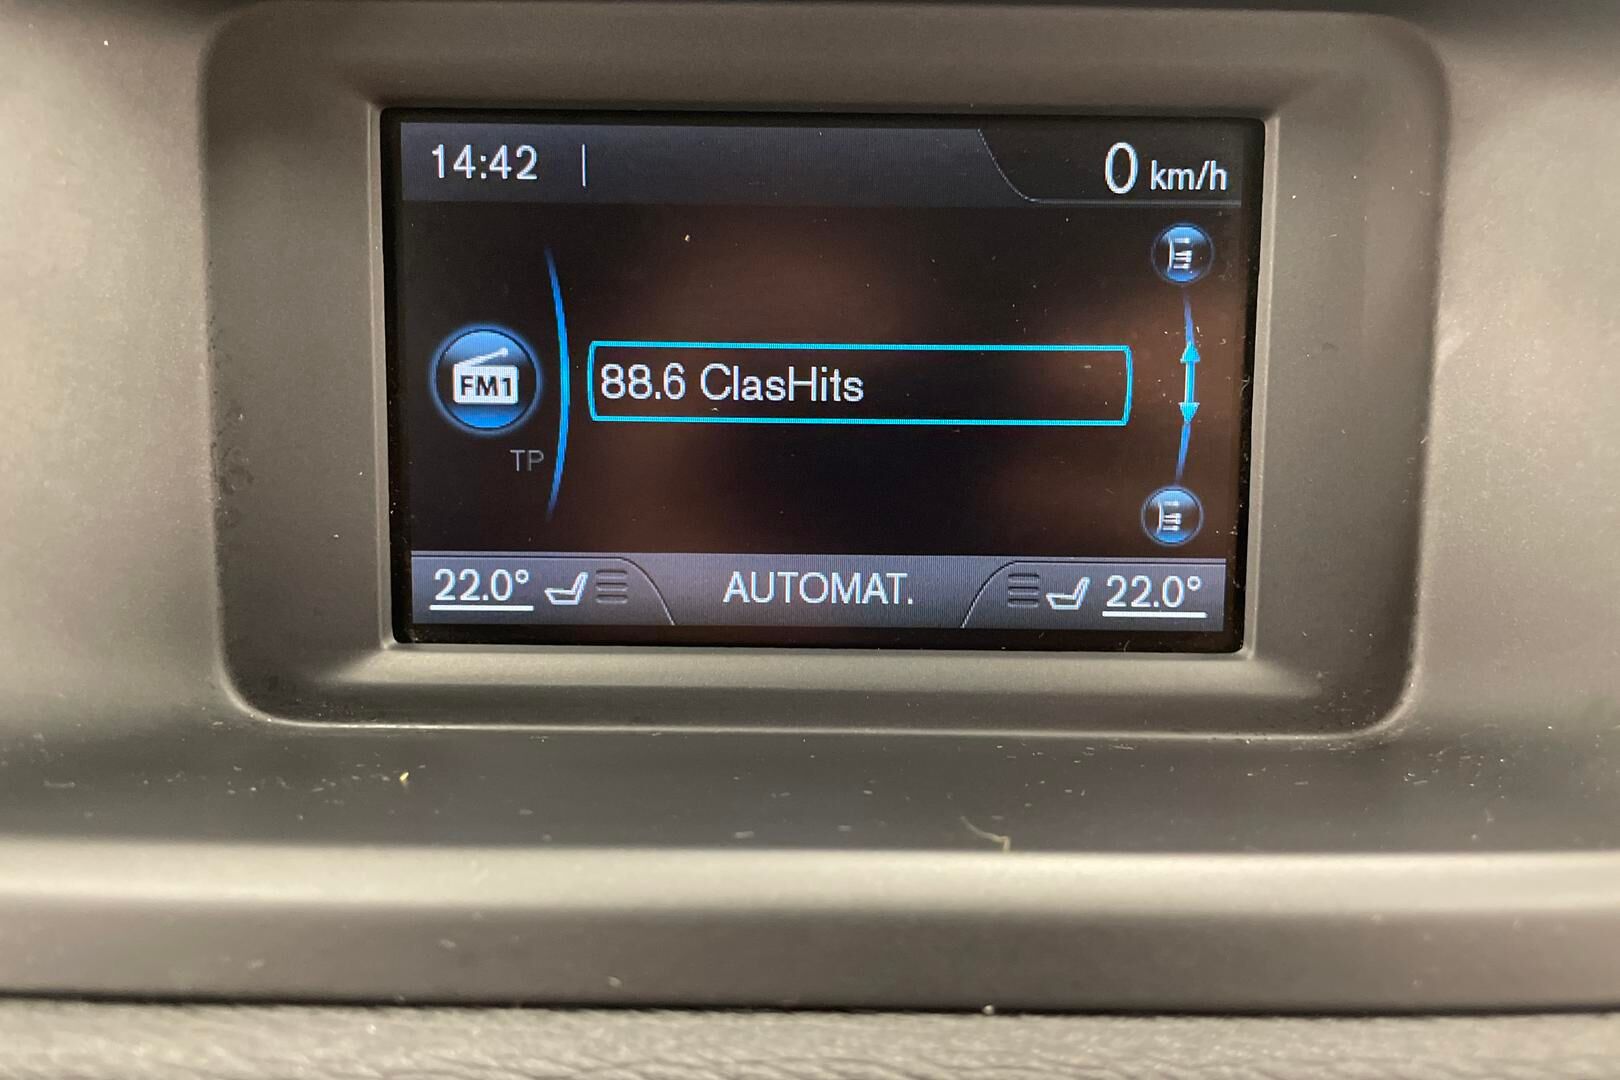 14:42
0 km/h
FM1
88.6 ClasHits
TP
22.0° AUTOMAT. 22.0°